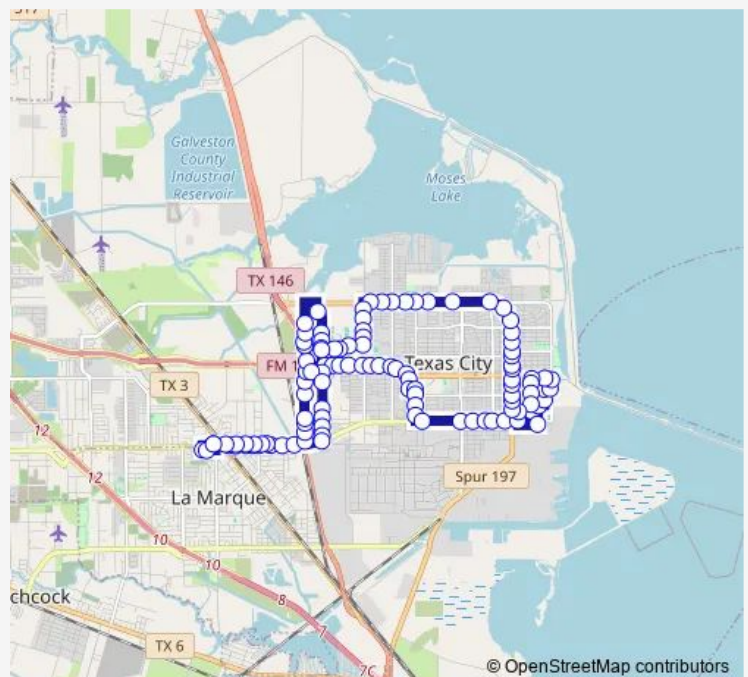 Galveston
County
Industrial
Reservoir
Moses
Lake
TX 146
FM 1
Texas City
TX 3
12
12
La Marque
Spur 197
10
10
8
7
7C
chcock
TX 6
© OpenStreetMap contributors